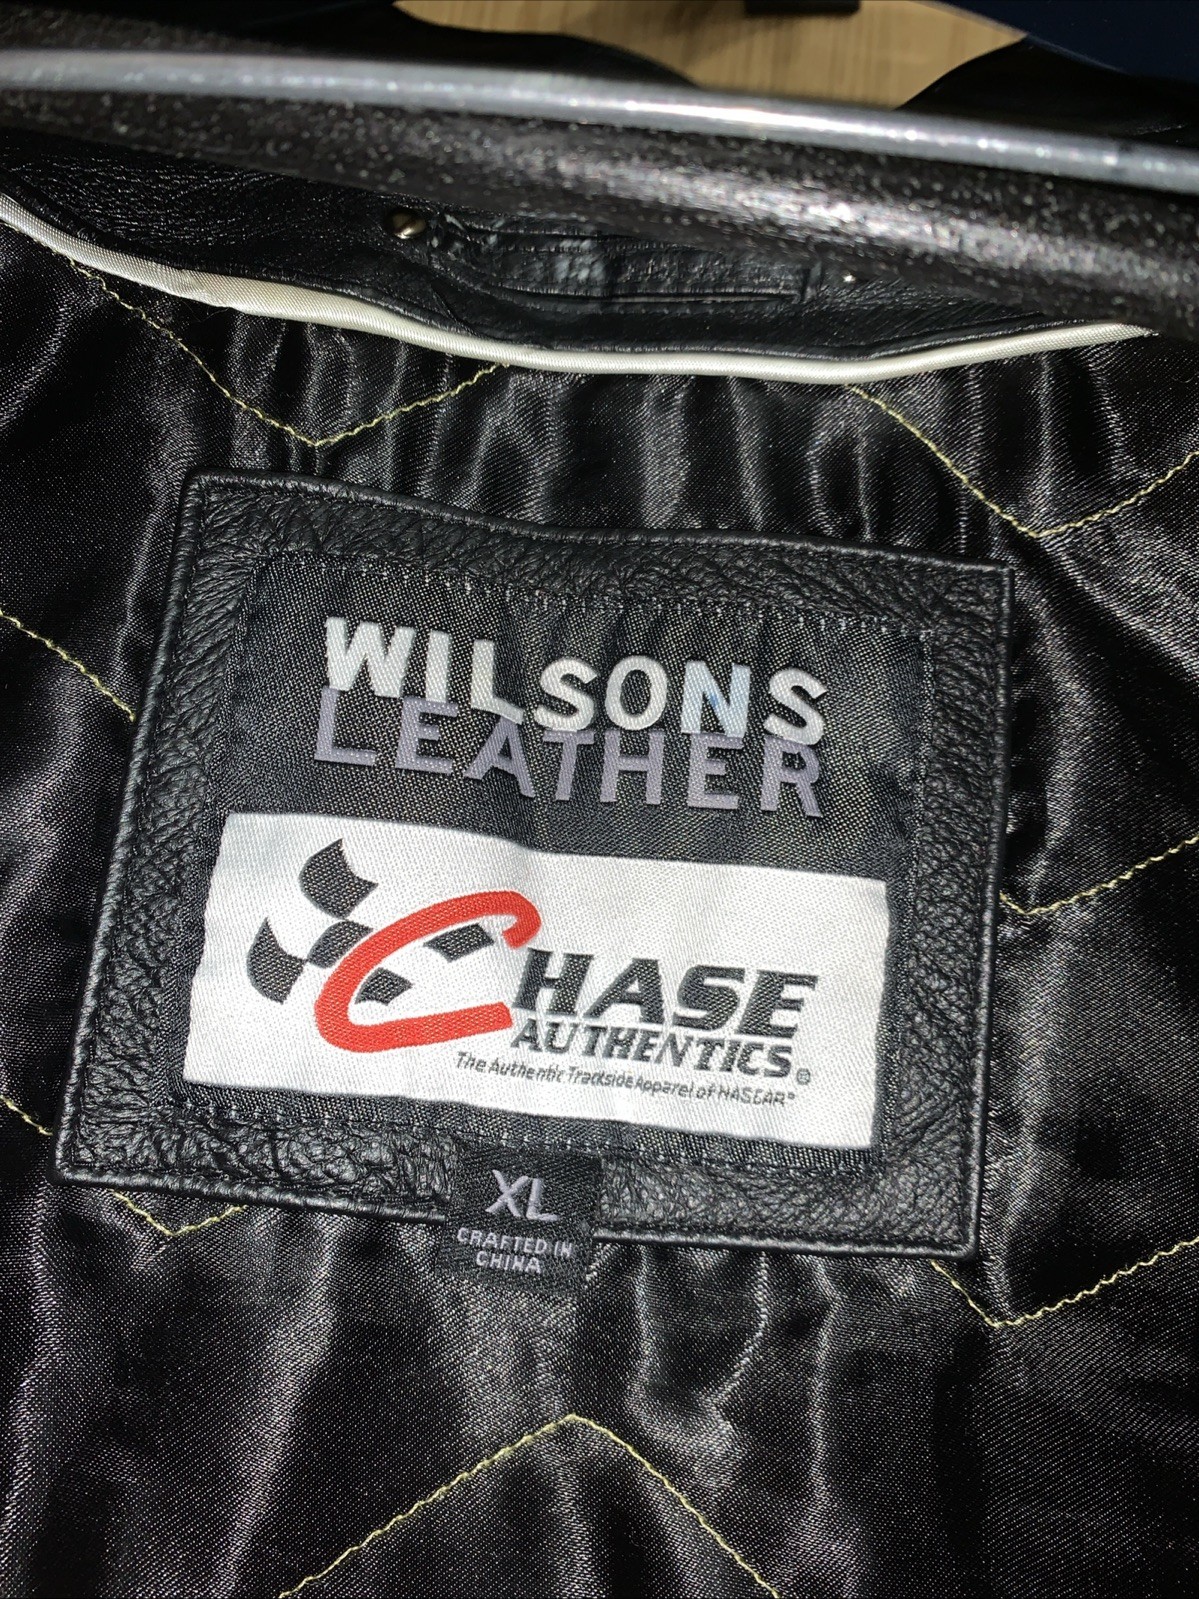 WILSONS
LEATHER
CHASE
AUTHENTICS®
The Authentic Trackside Apparel of NASCAR®
XL
CRAFTED IN
CHINA